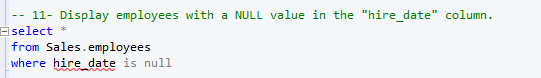 -- 11- Display employees with a NULL value in the "hire_date" column.
select *
from Sales.employees
where hire_date is null